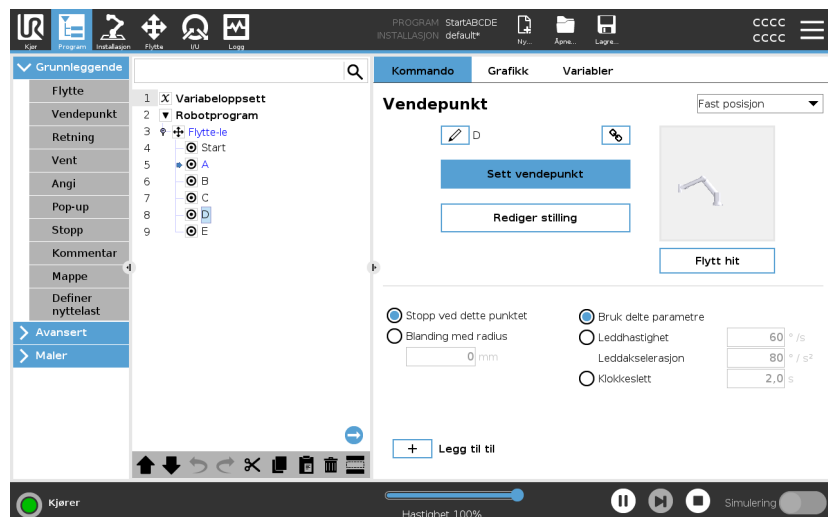 UR
PROGRAM StartABCDE
INSTALLASJON default*
Kjør Program Installasjon Flytte I/U Logg
Ny... Åpne... Lagre...
cccc
cccc
Grunnleggende
Flytte
Vendepunkt
Retning
Vent
Angi
Pop-up
Stopp
Kommentar
Mappe
Definer
nyttelast
Avansert
Maler
1 X Variabeloppsett
2 Robotprogram
3 Flytte-le
4 Start
5 A
6 B
7 C
8 D
9 E
Kommando Grafikk Variabler
Vendepunkt
Fast posisjon
D
Sett vendepunkt
Rediger stilling
Flytt hit
Stopp ved dette punktet
Blanding med radius
0 mm
Bruk delte parametre
Leddhastighet 60 ° /s
Leddakselerasjon 80 ° / s²
Klokkeslett 2,0 s
+ Legg til til
Kjører
Hastighet 100%
Simulering